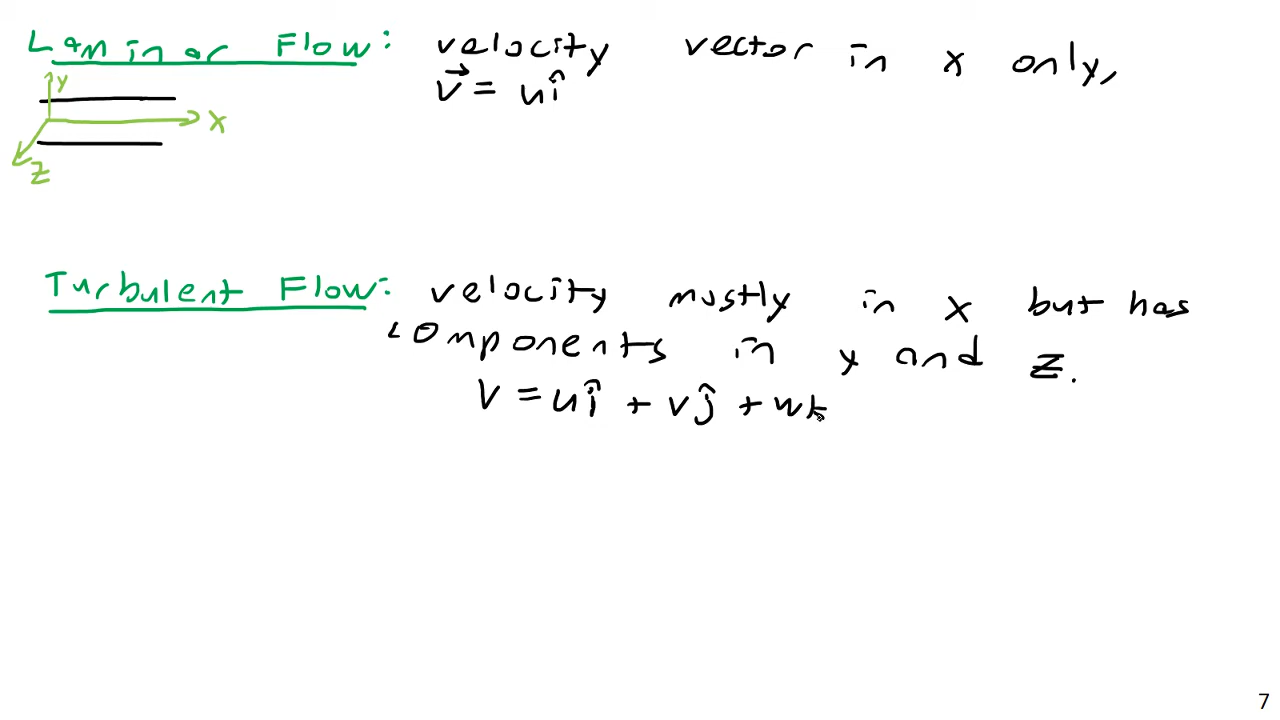 Laminar Flow: velocity vector in x only,
v⃗ = uî
y
x
z
Turbulent Flow: velocity mostly in x but has
components in y and z.
V = uî + vĵ + wk
7